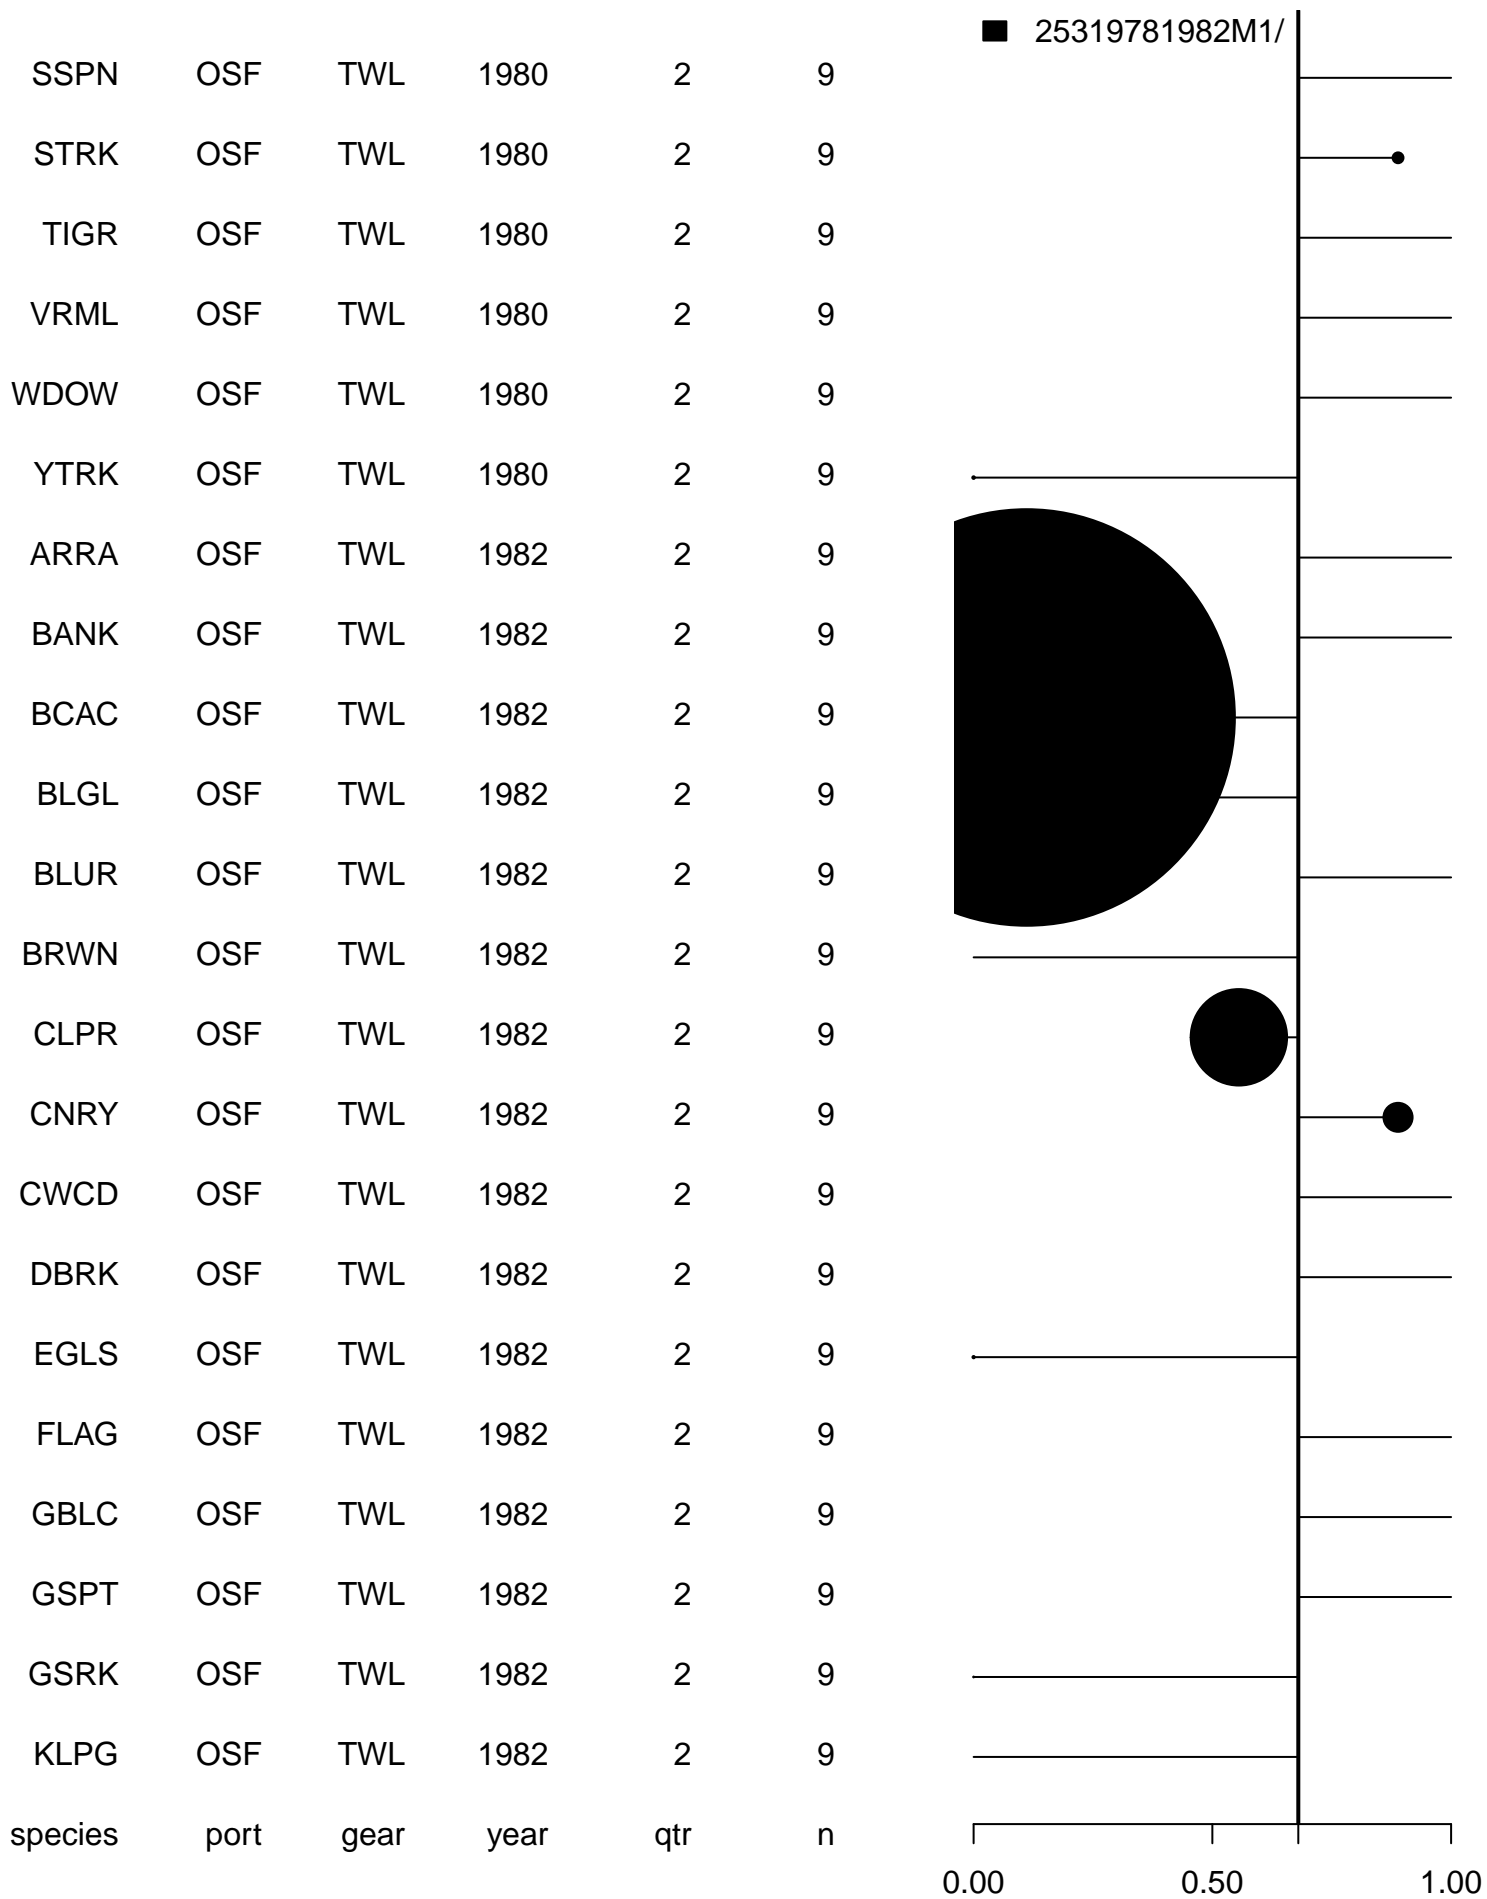 25319781982M1/
SSPN OSF TWL 1980 2 9
STRK OSF TWL 1980 2 9
TIGR OSF TWL 1980 2 9
VRML OSF TWL 1980 2 9
WDOW OSF TWL 1980 2 9
YTRK OSF TWL 1980 2 9
ARRA OSF TWL 1982 2 9
BANK OSF TWL 1982 2 9
BCAC OSF TWL 1982 2 9
BLGL OSF TWL 1982 2 9
BLUR OSF TWL 1982 2 9
BRWN OSF TWL 1982 2 9
CLPR OSF TWL 1982 2 9
CNRY OSF TWL 1982 2 9
CWCD OSF TWL 1982 2 9
DBRK OSF TWL 1982 2 9
EGLS OSF TWL 1982 2 9
FLAG OSF TWL 1982 2 9
GBLC OSF TWL 1982 2 9
GSPT OSF TWL 1982 2 9
GSRK OSF TWL 1982 2 9
KLPG OSF TWL 1982 2 9
species port gear year qtr n
0.00 0.50 1.00